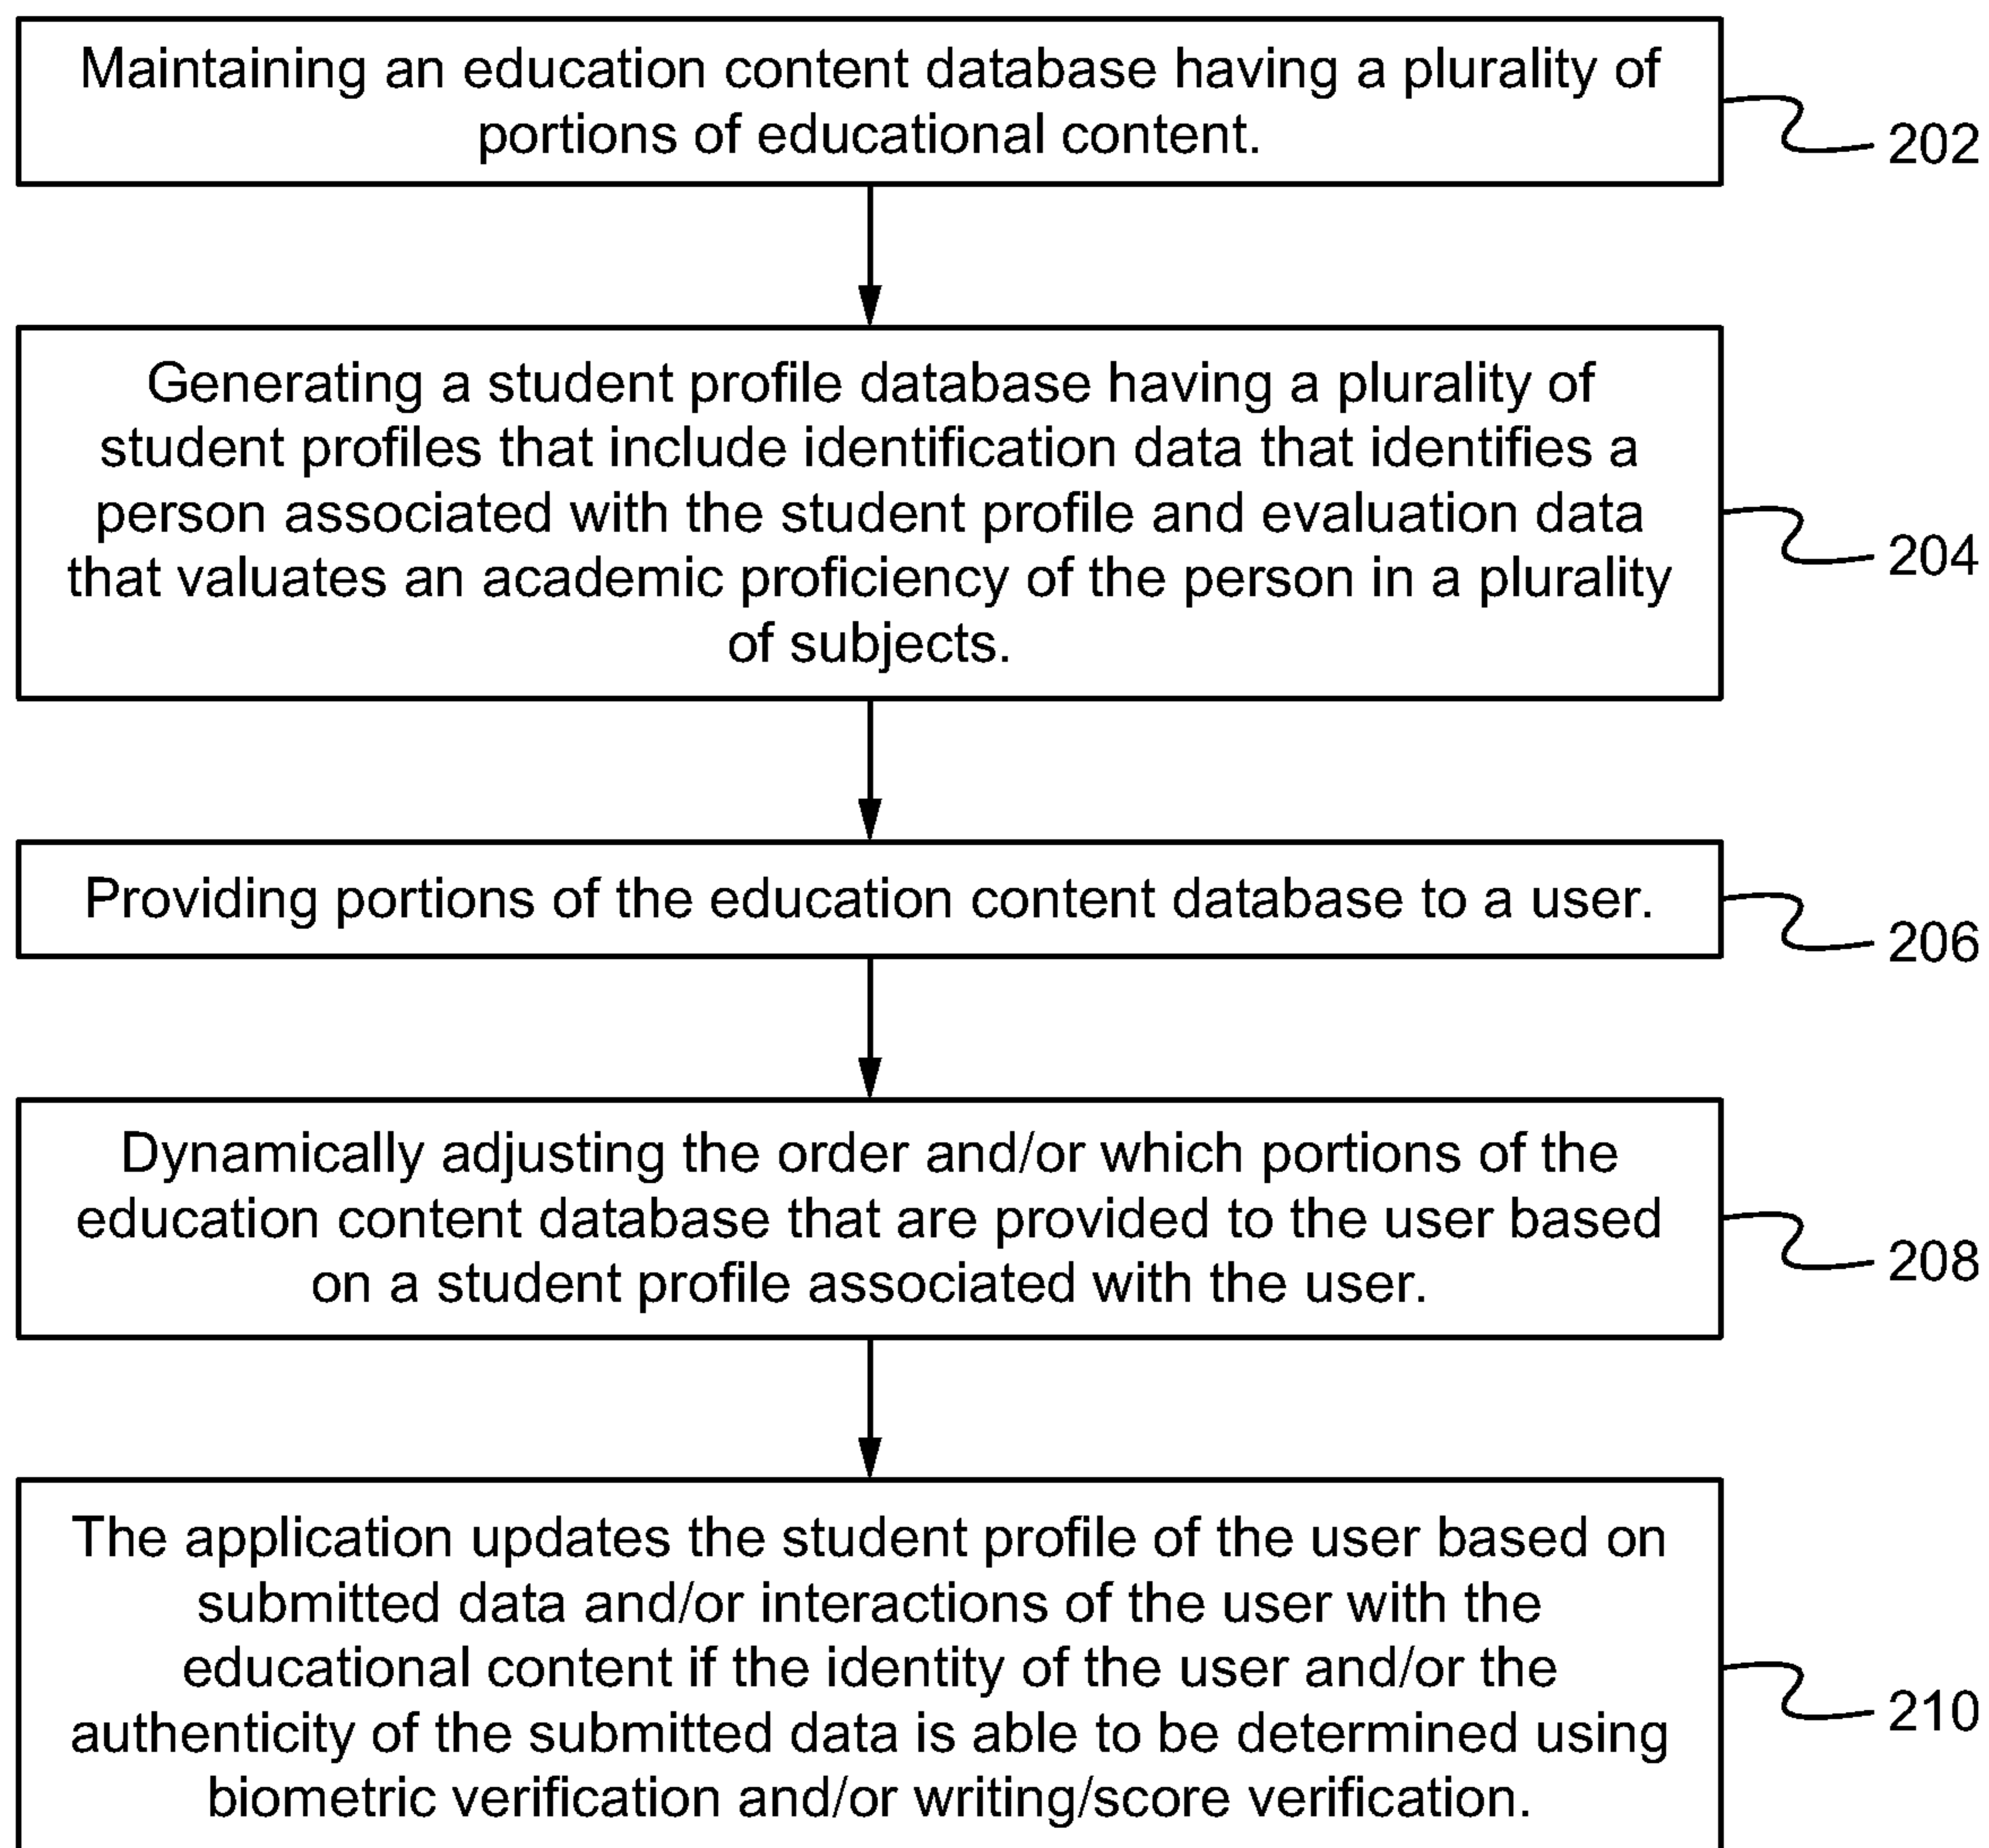 Maintaining an education content database having a plurality of
portions of educational content.
202
Generating a student profile database having a plurality of
student profiles that include identification data that identifies a
person associated with the student profile and evaluation data
that valuates an academic proficiency of the person in a plurality
of subjects.
204
Providing portions of the education content database to a user.
206
Dynamically adjusting the order and/or which portions of the
education content database that are provided to the user based
on a student profile associated with the user.
208
The application updates the student profile of the user based on
submitted data and/or interactions of the user with the
educational content if the identity of the user and/or the
authenticity of the submitted data is able to be determined using
biometric verification and/or writing/score verification.
210